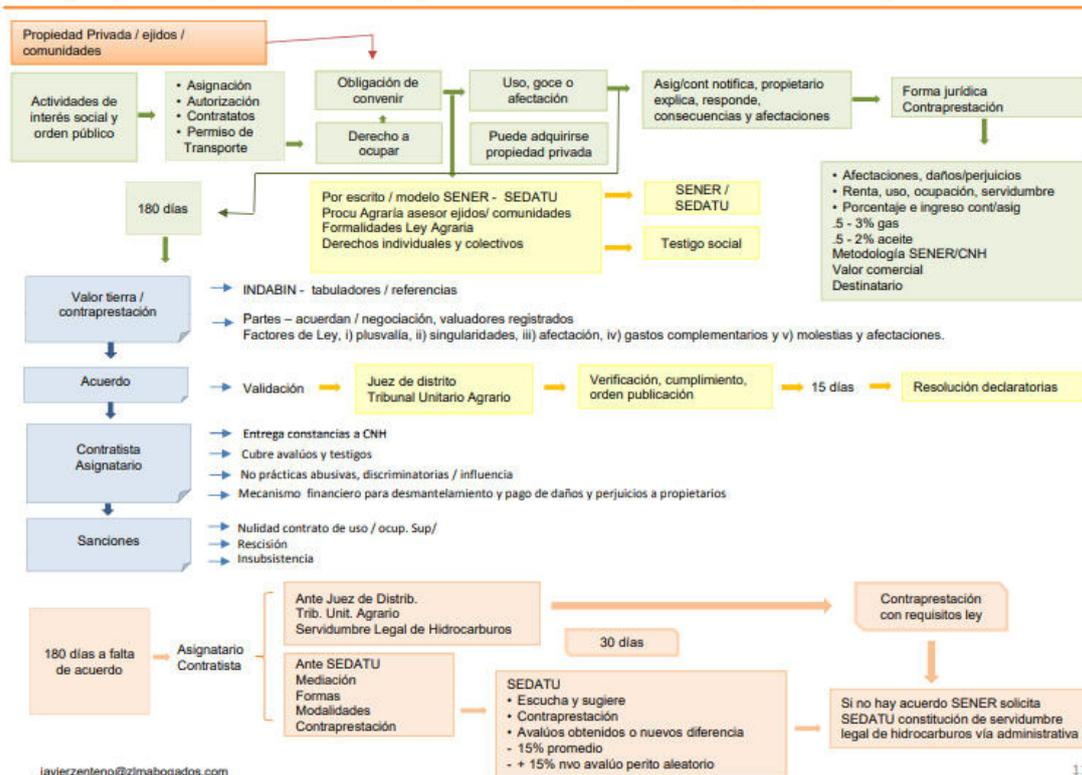 Propiedad Privada / ejidos /
comunidades
Actividades de
interés social y
orden público
• Asignación
• Autorización
• Contratatos
• Permiso de
Transporte
Obligación de
convenir
Derecho a
ocupar
Uso, goce o
afectación
Puede adquirirse
propiedad privada
Asig/cont notifica, propietario
explica, responde,
consecuencias y afectaciones
Forma jurídica
Contraprestación
180 días
Por escrito / modelo SENER - SEDATU
Procu Agraría asesor ejidos/ comunidades
Formalidades Ley Agraria
Derechos individuales y colectivos
SENER /
SEDATU
Testigo social
• Afectaciones, daños/perjuicios
• Renta, uso, ocupación, servidumbre
• Porcentaje e ingreso cont/asig
.5 - 3% gas
.5 - 2% aceite
Metodología SENER/CNH
Valor comercial
Destinatario
Valor tierra /
contraprestación
INDABIN - tabuladores / referencias
Partes – acuerdan / negociación, valuadores registrados
Factores de Ley, i) plusvalía, ii) singularidades, iii) afectación, iv) gastos complementarios y v) molestias y afectaciones.
Acuerdo
Validación
Juez de distrito
Tribunal Unitario Agrario
Verificación, cumplimiento,
orden publicación
15 días
Resolución declaratorias
Contratista
Asignatario
Entrega constancias a CNH
Cubre avalúos y testigos
No prácticas abusivas, discriminatorias / influencia
Mecanismo financiero para desmantelamiento y pago de daños y perjuicios a propietarios
Sanciones
Nulidad contrato de uso / ocup. Sup/
Rescisión
Insubsistencia
180 días a falta
de acuerdo
Asignatario
Contratista
Ante Juez de Distrib.
Trib. Unit. Agrario
Servidumbre Legal de Hidrocarburos
30 días
Contraprestación
con requisitos ley
Ante SEDATU
Mediación
Formas
Modalidades
Contraprestación
SEDATU
• Escucha y sugiere
• Contraprestación
• Avalúos obtenidos o nuevos diferencia
- 15% promedio
- + 15% nvo avalúo perito aleatorio
Si no hay acuerdo SENER solicita
SEDATU constitución de servidumbre
legal de hidrocarburos vía administrativa
javierzenteno@zlmabogados.com